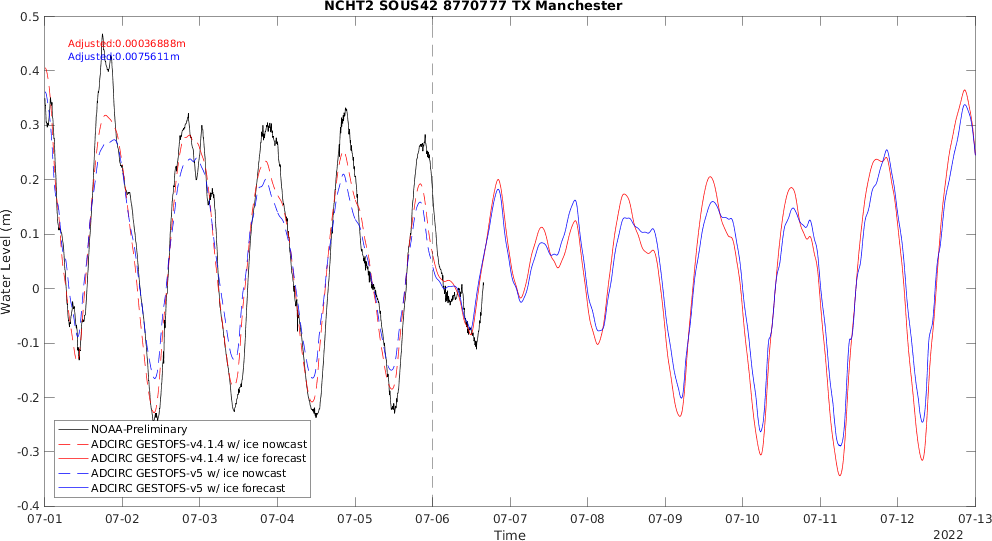 NCHT2 SOUS42 8770777 TX Manchester
Adjusted:0.00036888m
Adjusted:0.0075611m
0.5
0.4
0.3
0.2
0.1
0
-0.1
-0.2
-0.3
-0.4
Water Level (m)
NOAA-Preliminary
ADCIRC GESTOFS-v4.1.4 w/ ice nowcast
ADCIRC GESTOFS-v4.1.4 w/ ice forecast
ADCIRC GESTOFS-v5 w/ ice nowcast
ADCIRC GESTOFS-v5 w/ ice forecast
07-01 07-02 07-03 07-04 07-05 07-06 07-07 07-08 07-09 07-10 07-11 07-12 07-13
Time
2022